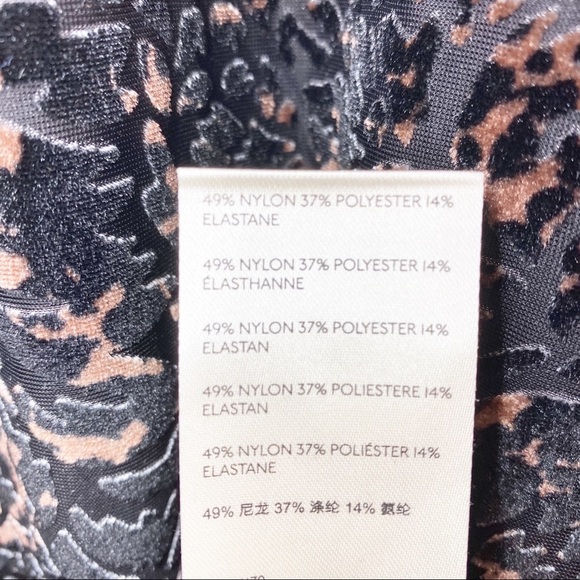 49% NYLON 37% POLYESTER 14%
ELASTANE
49% NYLON 37% POLYESTER 14%
ÉLASTHANNE
49% NYLON 37% POLYESTER 14%
ELASTAN
49% NYLON 37% POLIESTERE 14%
ELASTAN
49% NYLON 37% POLIÉSTER 14%
ELASTANE
49% 尼龙 37% 涤纶 14% 氨纶